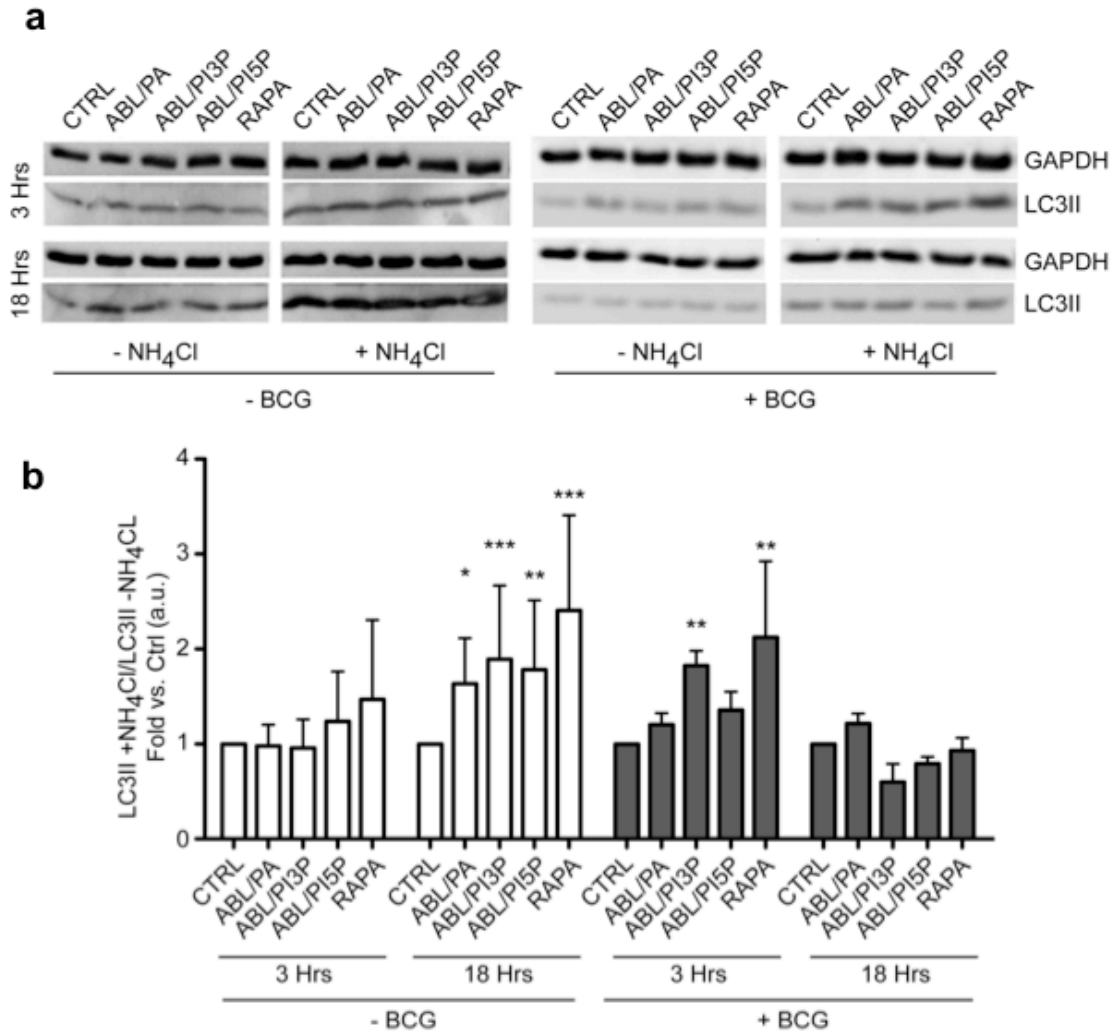 a
CTRL ABL/PA ABL/PI3P ABL/PI5P RAPA CTRL ABL/PA ABL/PI3P ABL/PI5P RAPA CTRL ABL/PA ABL/PI3P ABL/PI5P RAPA CTRL ABL/PA ABL/PI3P ABL/PI5P RAPA
3 Hrs
GAPDH
LC3II
18 Hrs
GAPDH
LC3II
- NH4Cl + NH4Cl - NH4Cl + NH4Cl
- BCG + BCG
b
LC3II +NH4Cl/LC3II -NH4CL
Fold vs. Ctrl (a.u.)
4
3
2
1
0
* *** ** *** ** **
CTRL ABL/PA ABL/PI3P ABL/PI5P RAPA CTRL ABL/PA ABL/PI3P ABL/PI5P RAPA CTRL ABL/PA ABL/PI3P ABL/PI5P RAPA CTRL ABL/PA ABL/PI3P ABL/PI5P RAPA
3 Hrs 18 Hrs 3 Hrs 18 Hrs
- BCG + BCG